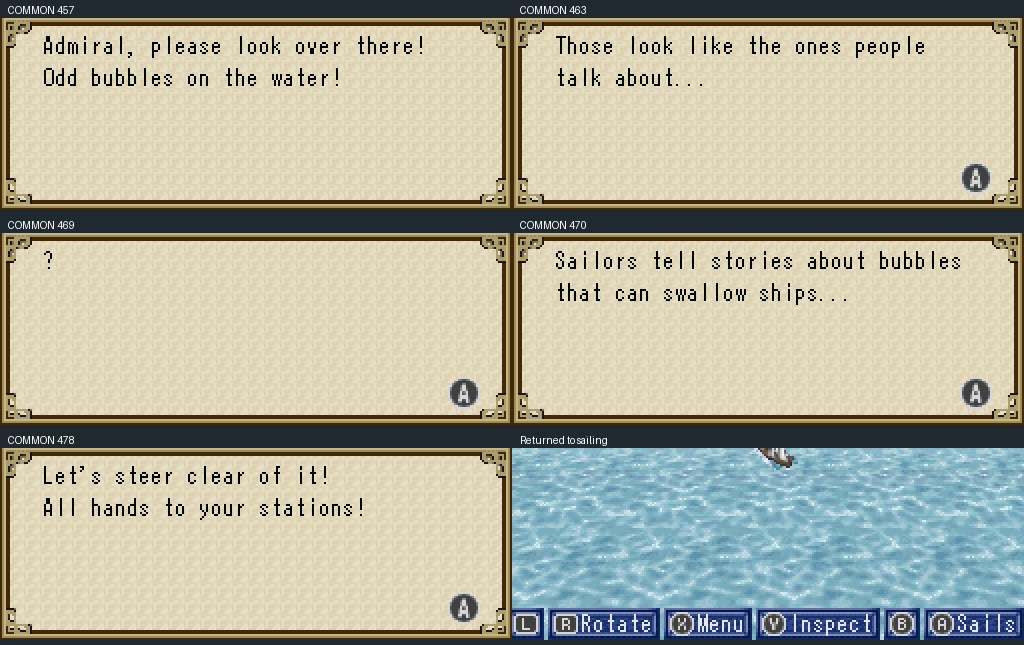 COMMON 457
Admiral, please look over there!
Odd bubbles on the water!
COMMON 463
Those look like the ones people
talk about...
A
COMMON 469
?
A
COMMON 470
Sailors tell stories about bubbles
that can swallow ships...
A
COMMON 478
Let's steer clear of it!
All hands to your stations!
A
Returned to sailing
L R Rotate X Menu Y Inspect B A Sails